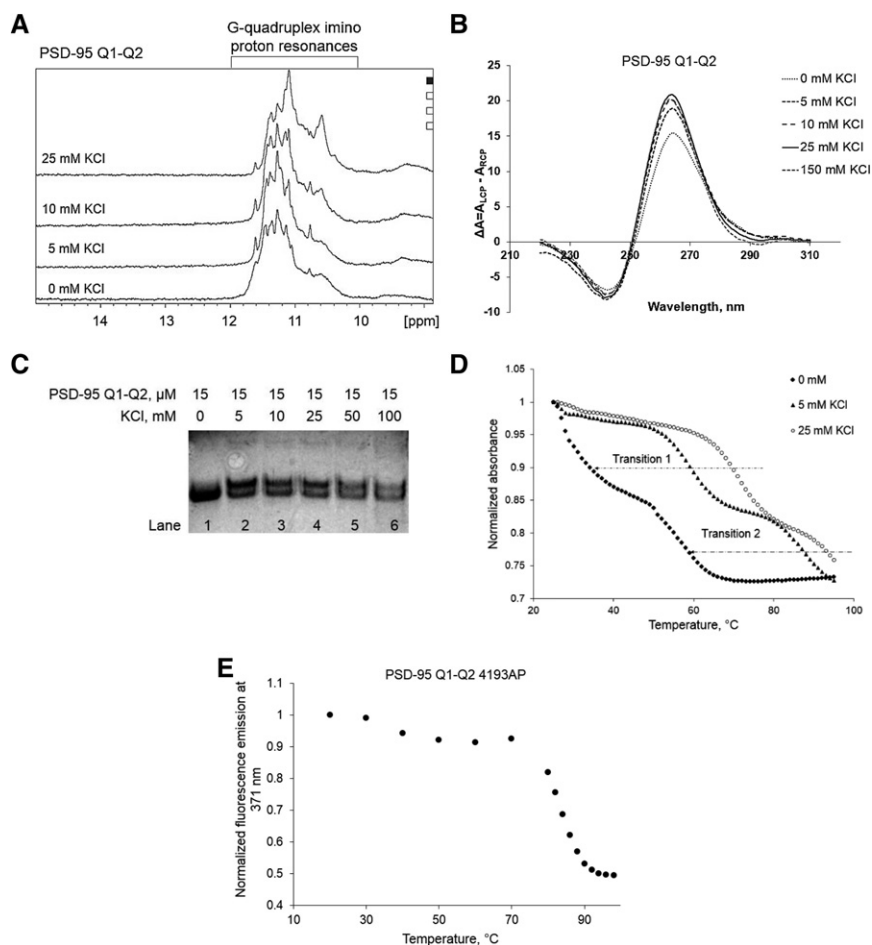 A
G-quadruplex imino
proton resonances
PSD-95 Q1-Q2
25 mM KCl
10 mM KCl
5 mM KCl
0 mM KCl
14 13 12 11 10 [ppm]
B
PSD-95 Q1-Q2
0 mM KCl
5 mM KCl
10 mM KCl
25 mM KCl
150 mM KCl
25
20
15
10
5
0
-5
-10
210 230 250 270 290 310
ΔA=ALCP - ARCP
Wavelength, nm
C
PSD-95 Q1-Q2, µM 15 15 15 15 15 15
KCl, mM 0 5 10 25 50 100
Lane 1 2 3 4 5 6
D
0 mM
5 mM KCl
25 mM KCl
1.05
1
0.95
0.9
0.85
0.8
0.75
0.7
Normalized absorbance
Transition 1
Transition 2
20 40 60 80 100
Temperature, °C
E
PSD-95 Q1-Q2 4193AP
1.1
1
0.9
0.8
0.7
0.6
0.5
0.4
Normalized fluorescence emission at
371 nm
10 30 50 70 90
Temperature, °C